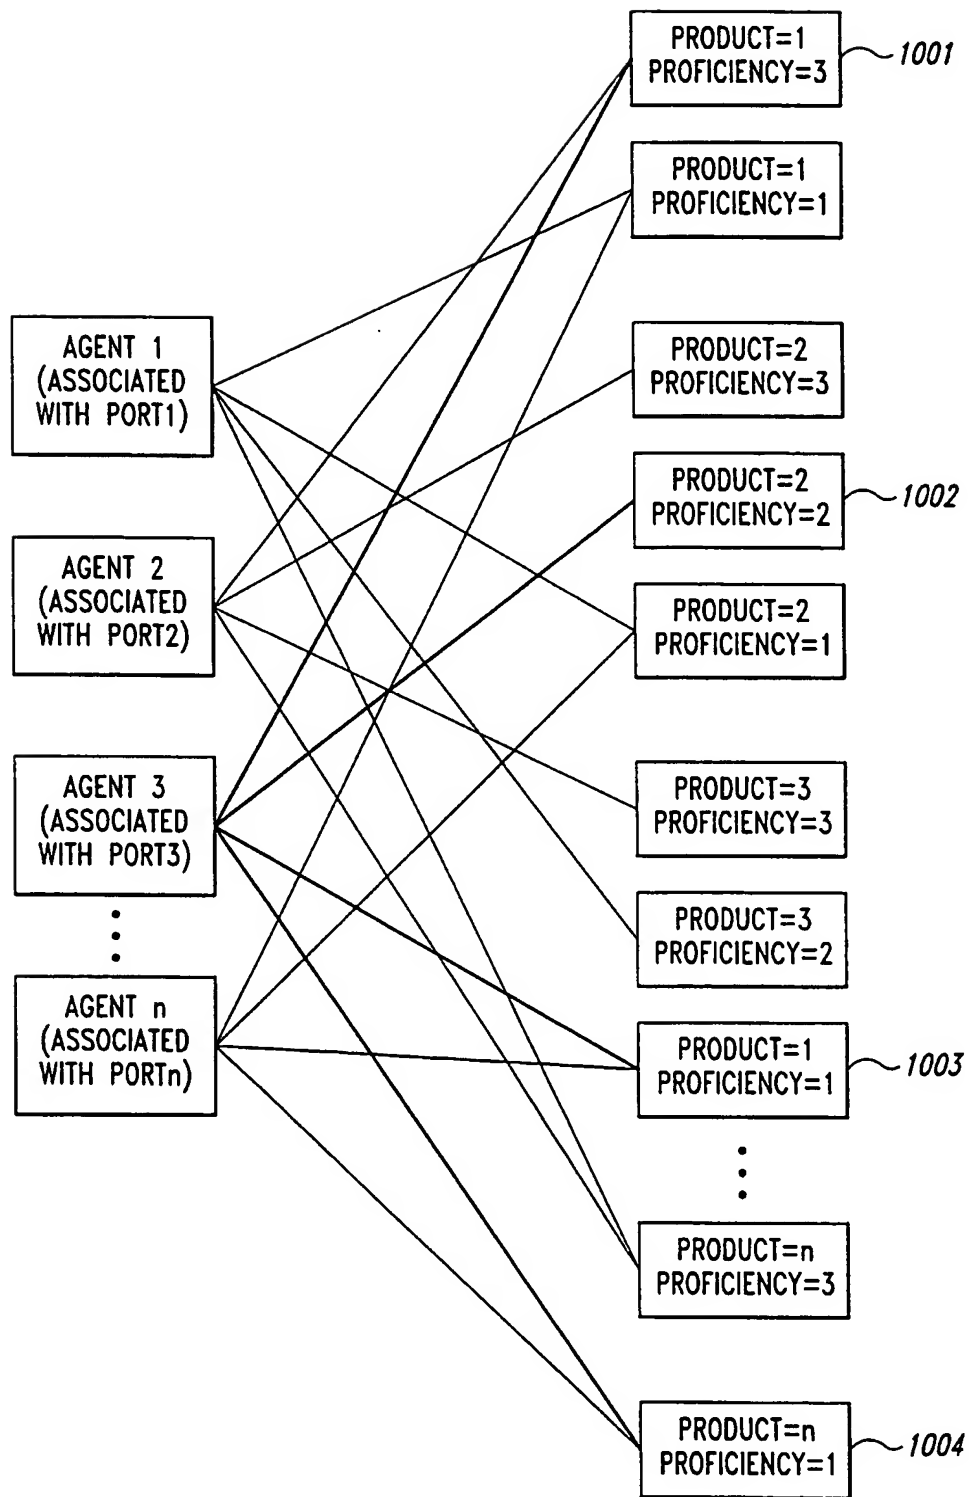 PRODUCT=1
PROFICIENCY=3
1001
PRODUCT=1
PROFICIENCY=1
AGENT 1
(ASSOCIATED
WITH PORT1)
PRODUCT=2
PROFICIENCY=3
PRODUCT=2
PROFICIENCY=2
1002
AGENT 2
(ASSOCIATED
WITH PORT2)
PRODUCT=2
PROFICIENCY=1
AGENT 3
(ASSOCIATED
WITH PORT3)
PRODUCT=3
PROFICIENCY=3
PRODUCT=3
PROFICIENCY=2
AGENT n
(ASSOCIATED
WITH PORTn)
PRODUCT=1
PROFICIENCY=1
1003
PRODUCT=n
PROFICIENCY=3
PRODUCT=n
PROFICIENCY=1
1004